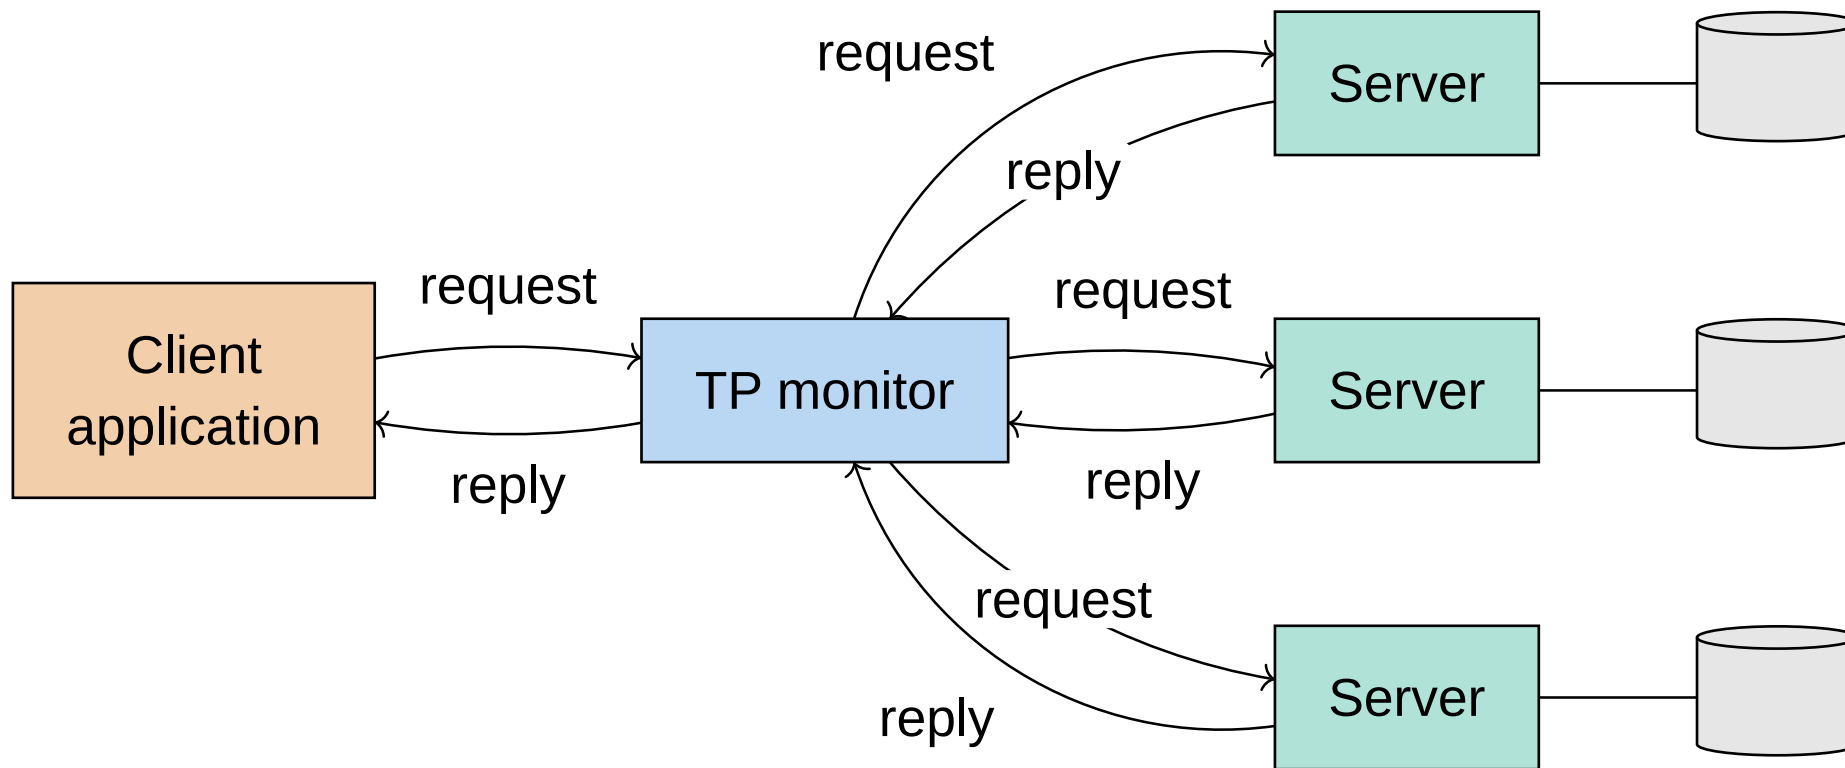 request
Server
reply
request
request
Client
application
TP monitor
Server
reply
reply
request
Server
reply